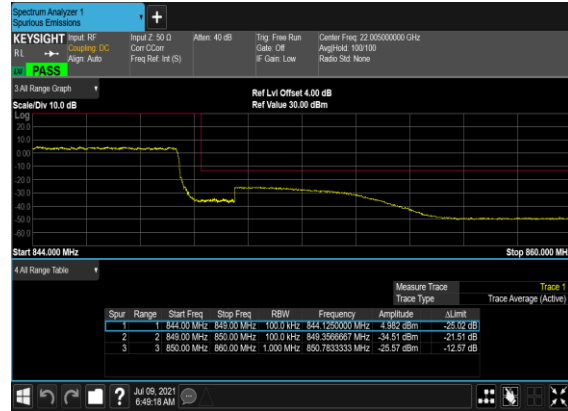 Spectrum Analyzer 1
Spurious Emissions
KEYSIGHT Input: RF Input Z: 50 Ω Atten: 40 dB Trig: Free Run Center Freq: 22.005000000 GHz
RL Coupling: DC Corr CCorr Gate: Off Avg|Hold: 100/100
Align: Auto Freq Ref: Int (S) IF Gain: Low Radio Std: None
LXI PASS
3 All Range Graph
Ref Lvl Offset 4.00 dB
Scale/Div 10.0 dB Ref Value 30.00 dBm
Log
20.0
10.0
0.00
-10.0
-20.0
-30.0
-40.0
-50.0
-60.0
Start 844.000 MHz Stop 860.000 MH
4 All Range Table
Measure Trace Trace 1
Trace Type Trace Average (Active)
Spur Range Start Freq Stop Freq RBW Frequency Amplitude ΔLimit
1 1 844.00 MHz 849.00 MHz 100.0 kHz 844.1250000 MHz 4.982 dBm -25.02 dB
2 2 849.00 MHz 850.00 MHz 100.0 kHz 849.3566667 MHz -34.51 dBm -21.51 dB
3 3 850.00 MHz 860.00 MHz 1.000 MHz 850.7833333 MHz -25.57 dBm -12.57 dB
? Jul 09, 2021
6:49:18 AM